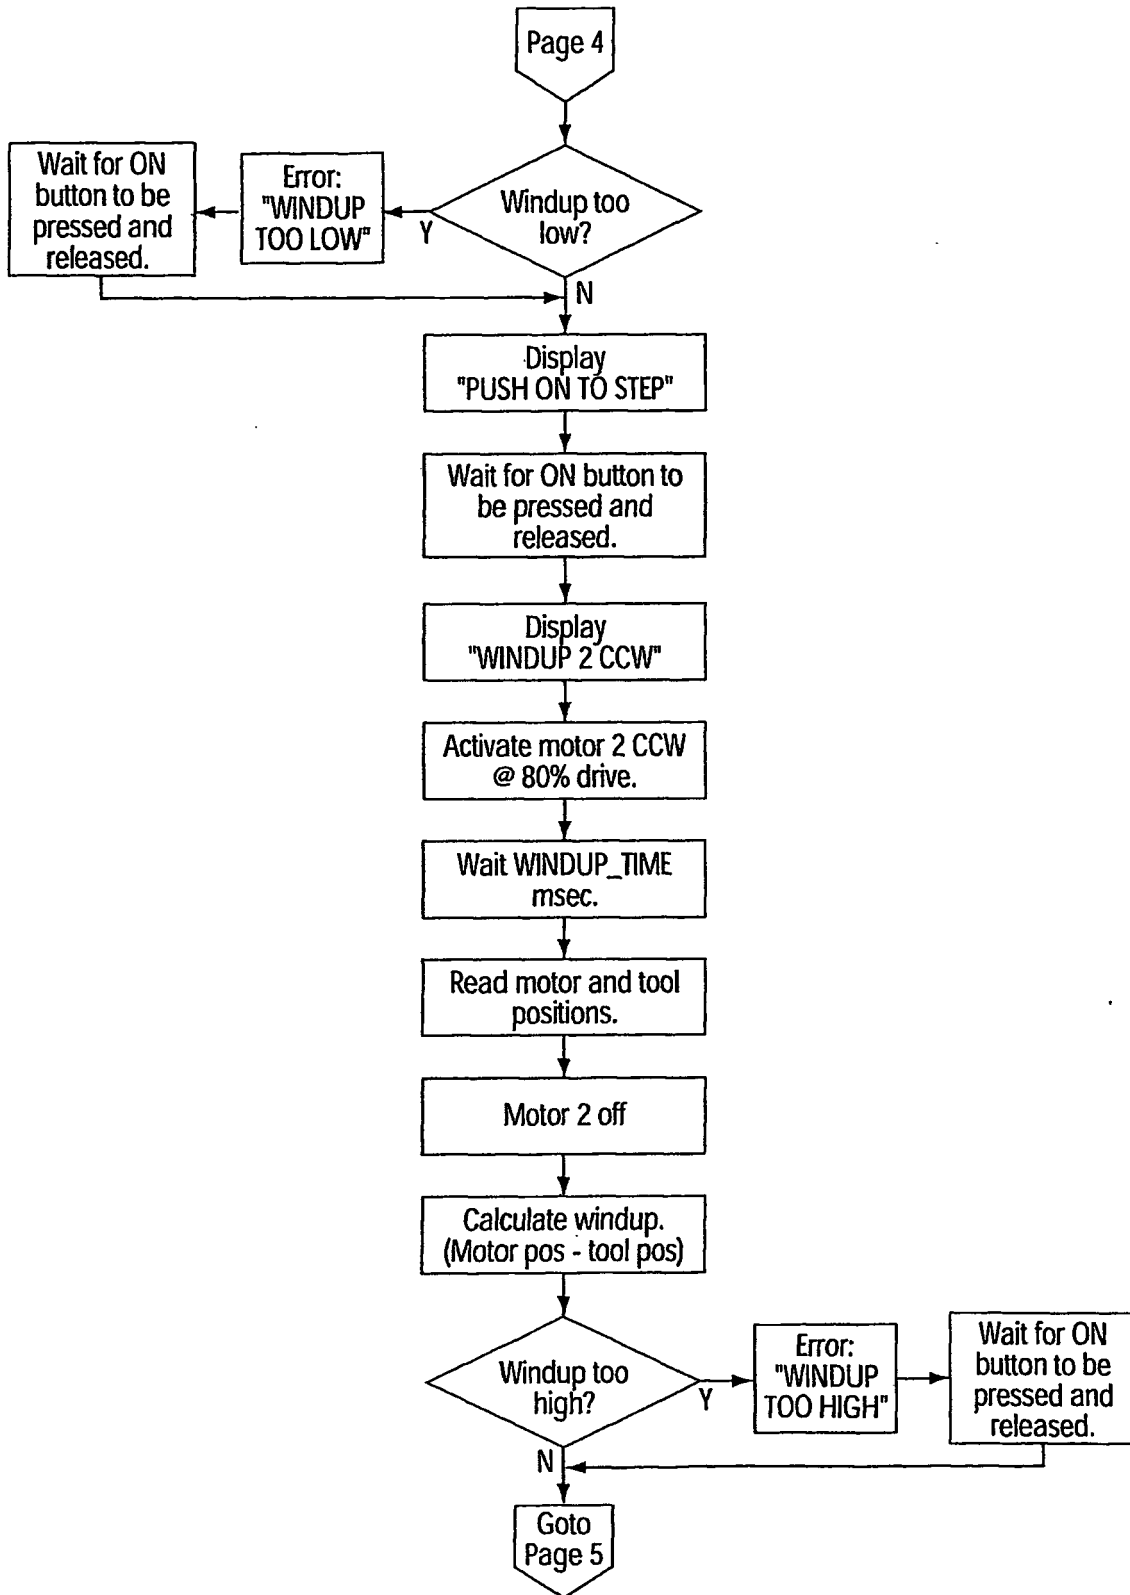 Page 4
Windup too
low?
Y
N
Error:
"WINDUP
TOO LOW"
Wait for ON
button to be
pressed and
released.
Display
"PUSH ON TO STEP"
Wait for ON button to
be pressed and
released.
Display
"WINDUP 2 CCW"
Activate motor 2 CCW
@ 80% drive.
Wait WINDUP_TIME
msec.
Read motor and tool
positions.
Motor 2 off
Calculate windup.
(Motor pos - tool pos)
Windup too
high?
Y
N
Error:
"WINDUP
TOO HIGH"
Wait for ON
button to be
pressed and
released.
Goto
Page 5